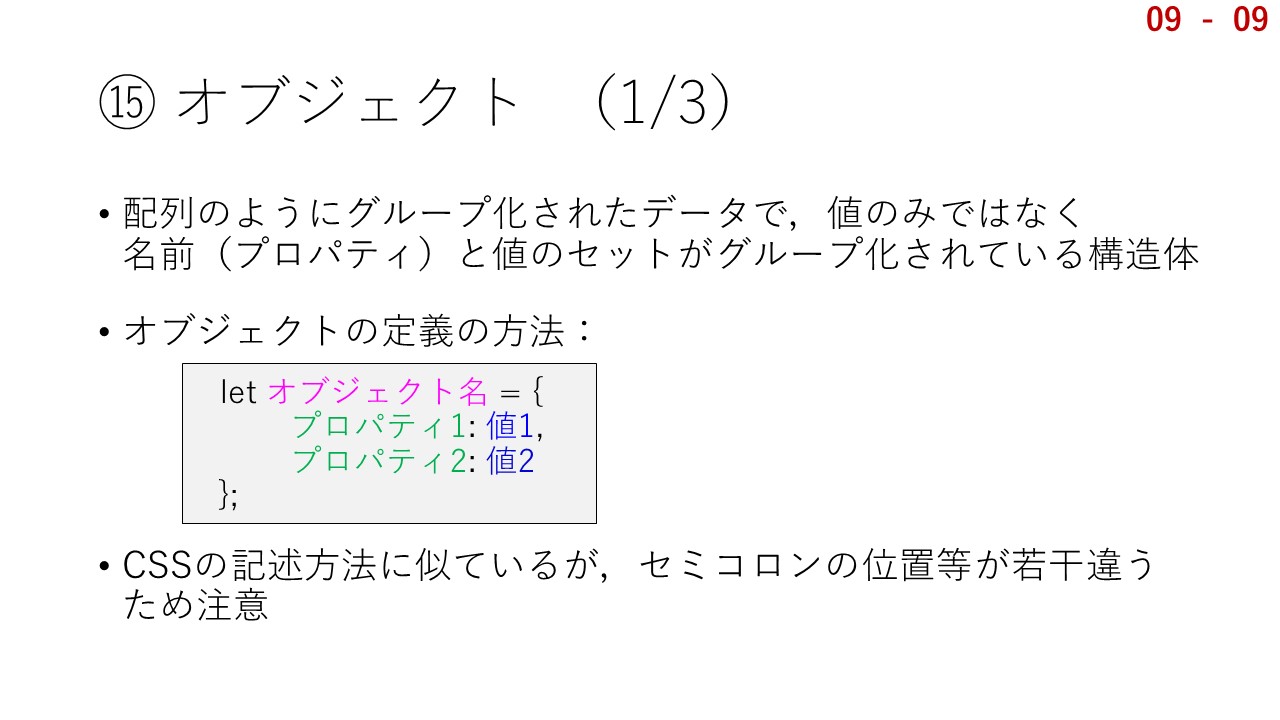 09 - 09
⑮ オブジェクト （1/3）
• 配列のようにグループ化されたデータで，値のみではなく
名前（プロパティ）と値のセットがグループ化されている構造体
• オブジェクトの定義の方法：
let オブジェクト名 = {
プロパティ1: 値1,
プロパティ2: 値2
};
• CSSの記述方法に似ているが，セミコロンの位置等が若干違う
ため注意